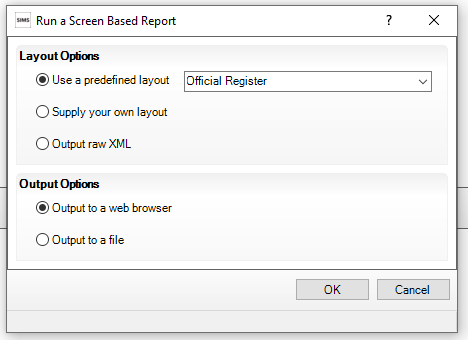 SIMS Run a Screen Based Report ?
Layout Options
Use a predefined layout Official Register
Supply your own layout
Output raw XML
Output Options
Output to a web browser
Output to a file
OK Cancel